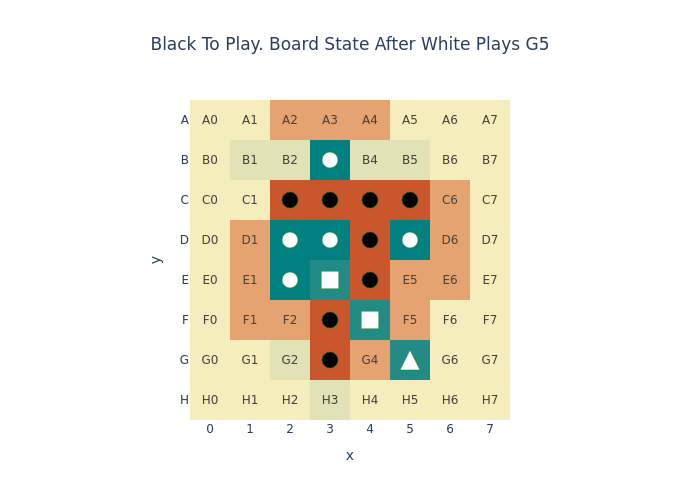 Black To Play. Board State After White Plays G5
A A0 A1 A2 A3 A4 A5 A6 A7
B B0 B1 B2 B4 B5 B6 B7
C C0 C1 C6 C7
D D0 D1 D6 D7
E E0 E1 E5 E6 E7
F F0 F1 F2 F5 F6 F7
G G0 G1 G2 G4 G6 G7
H H0 H1 H2 H3 H4 H5 H6 H7
0 1 2 3 4 5 6 7
x
y